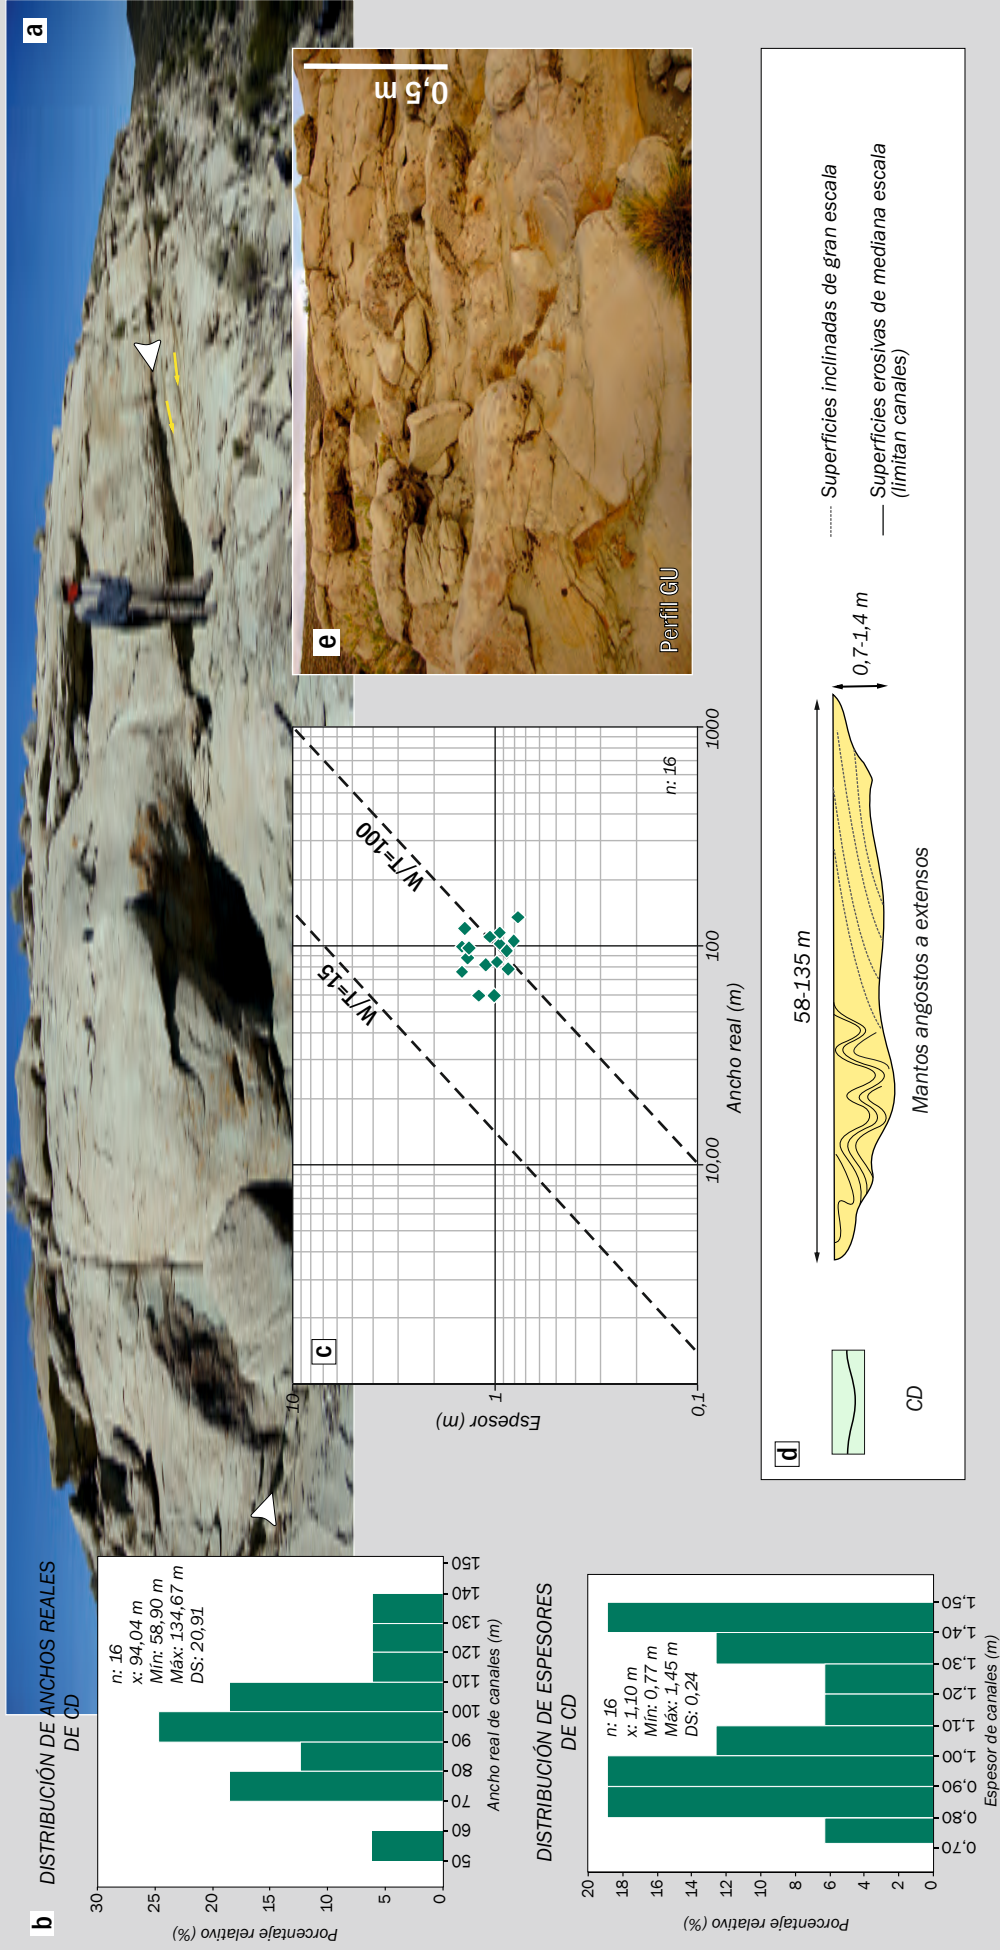 a
b
DISTRIBUCIÓN DE ANCHOS REALES
DE CD
Porcentaje relativo (%)
30
25
20
15
10
5
0
n: 16
x: 94,04 m
Mín: 58,90 m
Máx: 134,67 m
DS: 20,91
50
60
70
80
90
100
110
120
130
140
150
Ancho real de canales (m)
DISTRIBUCIÓN DE ESPESORES
DE CD
Porcentaje relativo (%)
20
18
16
14
12
10
8
6
4
2
0
n: 16
x: 1,10 m
Mín: 0,77 m
Máx: 1,45 m
DS: 0,24
0,70
0,80
0,90
1,00
1,10
1,20
1,30
1,40
1,50
Espesor de canales (m)
c
Espesor (m)
10
1
0,1
W/T=15
W/T=100
n: 16
10,00
100
1000
Ancho real (m)
e
0,5 m
Perfil GU
d
CD
58-135 m
0,7-1,4 m
Mantos angostos a extensos
Superficies inclinadas de gran escala
Superficies erosivas de mediana escala
(limitan canales)